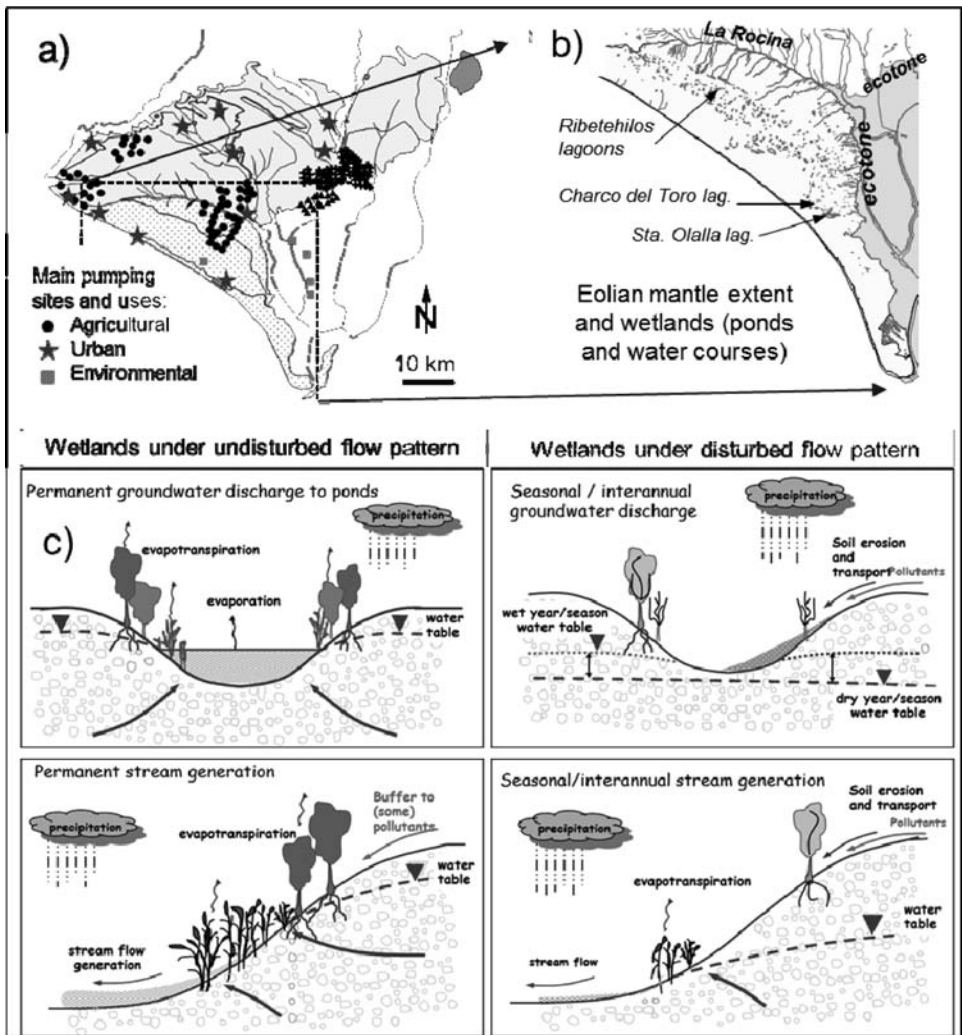 a)
Main pumping
sites and uses:
Agricultural
Urban
Environmental
N
10 km
b)
La Rocina
ecotone
ecotone
Ribetehilos
lagoons
Charco del Toro lag.
Sta. Olalla lag.
Eolian mantle extent
and wetlands (ponds
and water courses)
Wetlands under undisturbed flow pattern
Wetlands under disturbed flow pattern
Permanent groundwater discharge to ponds
c)
precipitation
evapotranspiration
evaporation
water
table
Seasonal / interannual
groundwater discharge
precipitation
Soil erosion
and
transport
Pollutants
wet year/season
water table
dry year/season
water table
Permanent stream generation
precipitation
evapotranspiration
Buffer to
(some)
pollutants
water
table
stream flow
generation
Seasonal/interannual stream generation
precipitation
Soil erosion
and transport
Pollutants
evapotranspiration
water
table
stream flow